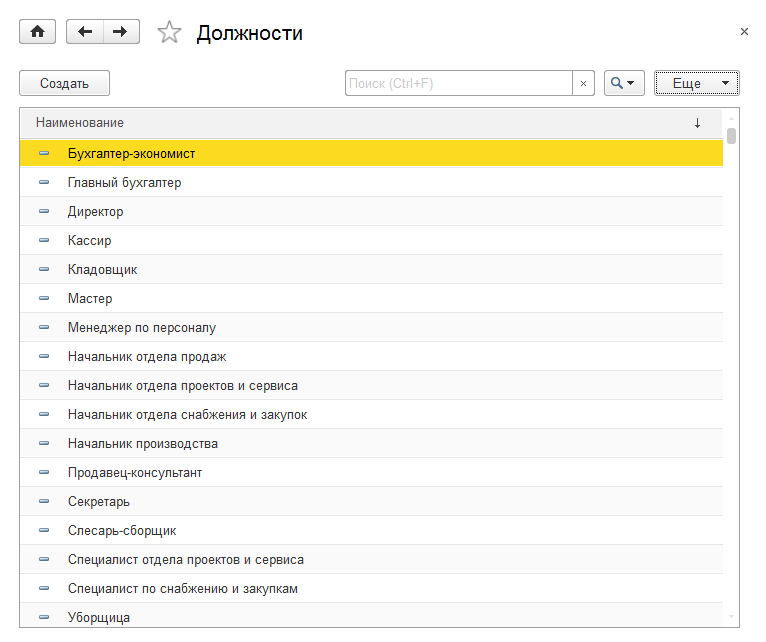 Должности
Создать
Поиск (Ctrl+F)
×
Еще
Наименование
Бухгалтер-экономист
Главный бухгалтер
Директор
Кассир
Кладовщик
Мастер
Менеджер по персоналу
Начальник отдела продаж
Начальник отдела проектов и сервиса
Начальник отдела снабжения и закупок
Начальник производства
Продавец-консультант
Секретарь
Слесарь-сборщик
Специалист отдела проектов и сервиса
Специалист по снабжению и закупкам
Уборщица